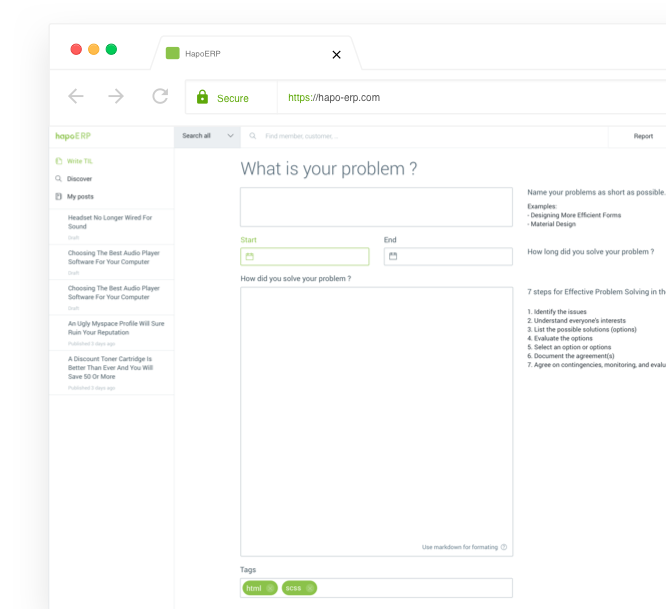 HapoERP
Secure
https://hapo-erp.com
hapoERP
Search all
Find member, customer, ...
Report
Write TIL
Discover
My posts
Headset No Longer Wired For
Sound
Draft
Choosing The Best Audio Player
Software For Your Computer
Draft
Choosing The Best Audio Player
Software For Your Computer
Draft
An Ugly Myspace Profile Will Sure
Ruin Your Reputation
Published 2 days ago
A Discount Toner Cartridge Is
Better Than Ever And You Will
Save 50 Or More
Published 2 days ago
What is your problem ?
Start
End
How did you solve your problem ?
Use markdown for formating
Tags
html
scss
Name your problems as short as possible.
Examples:
- Designing More Efficient Forms
- Material Design
How long did you solve your problem ?
7 steps for Effective Problem Solving in th
1. Identify the issues
2. Understand everyone's interests
3. List the possible solutions (options)
4. Evaluate the options
5. Select an option or options
6. Document the agreement(s)
7. Agree on contingencies, monitoring, and evalu